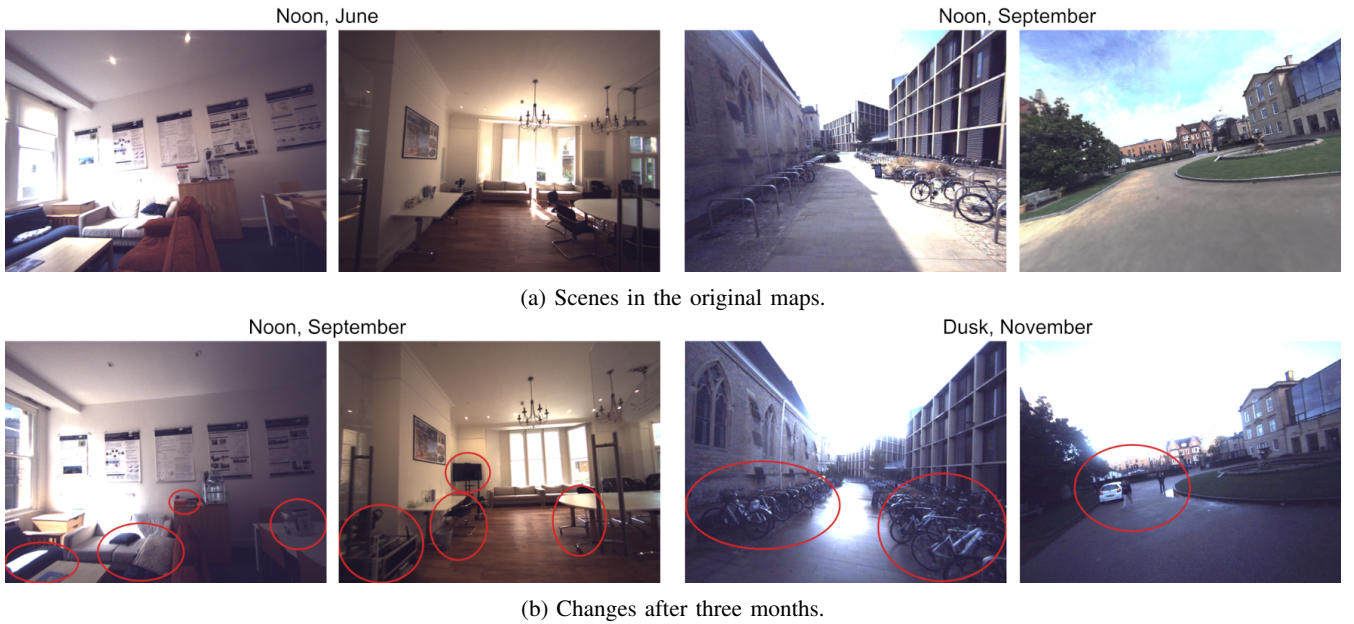 Noon, June
Noon, September
(a) Scenes in the original maps.
Noon, September
Dusk, November
(b) Changes after three months.